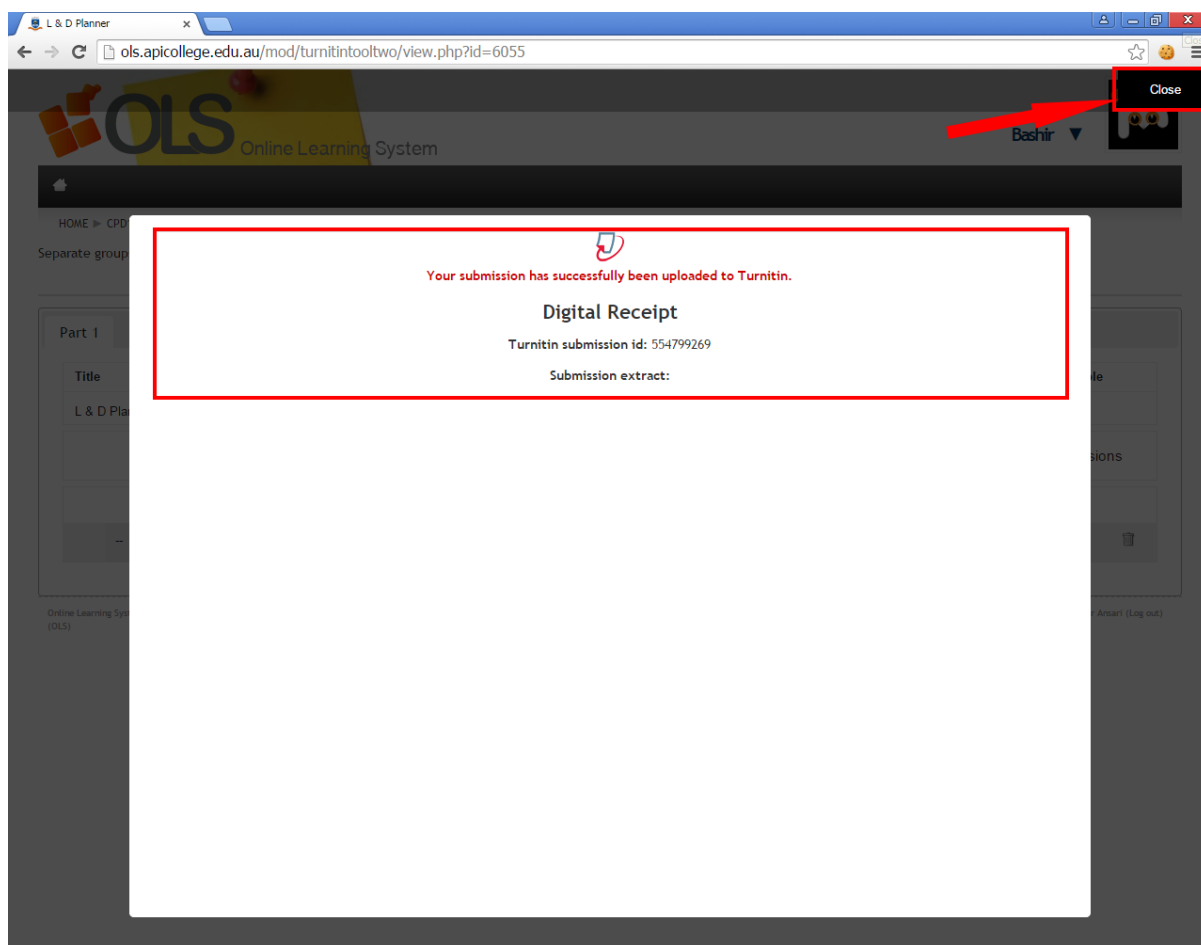 L & D Planner
ols.apicollege.edu.au/mod/turnitintooltwo/view.php?id=6055
Close
OLS Online Learning System
Bashir
HOME ► CPD
Separate group
Your submission has successfully been uploaded to Turnitin.
Digital Receipt
Turnitin submission id: 554799269
Submission extract:
Part 1
Title
L & D Pla
sions
--
Online Learning Sys
(OLS)
r Ansari (Log out)